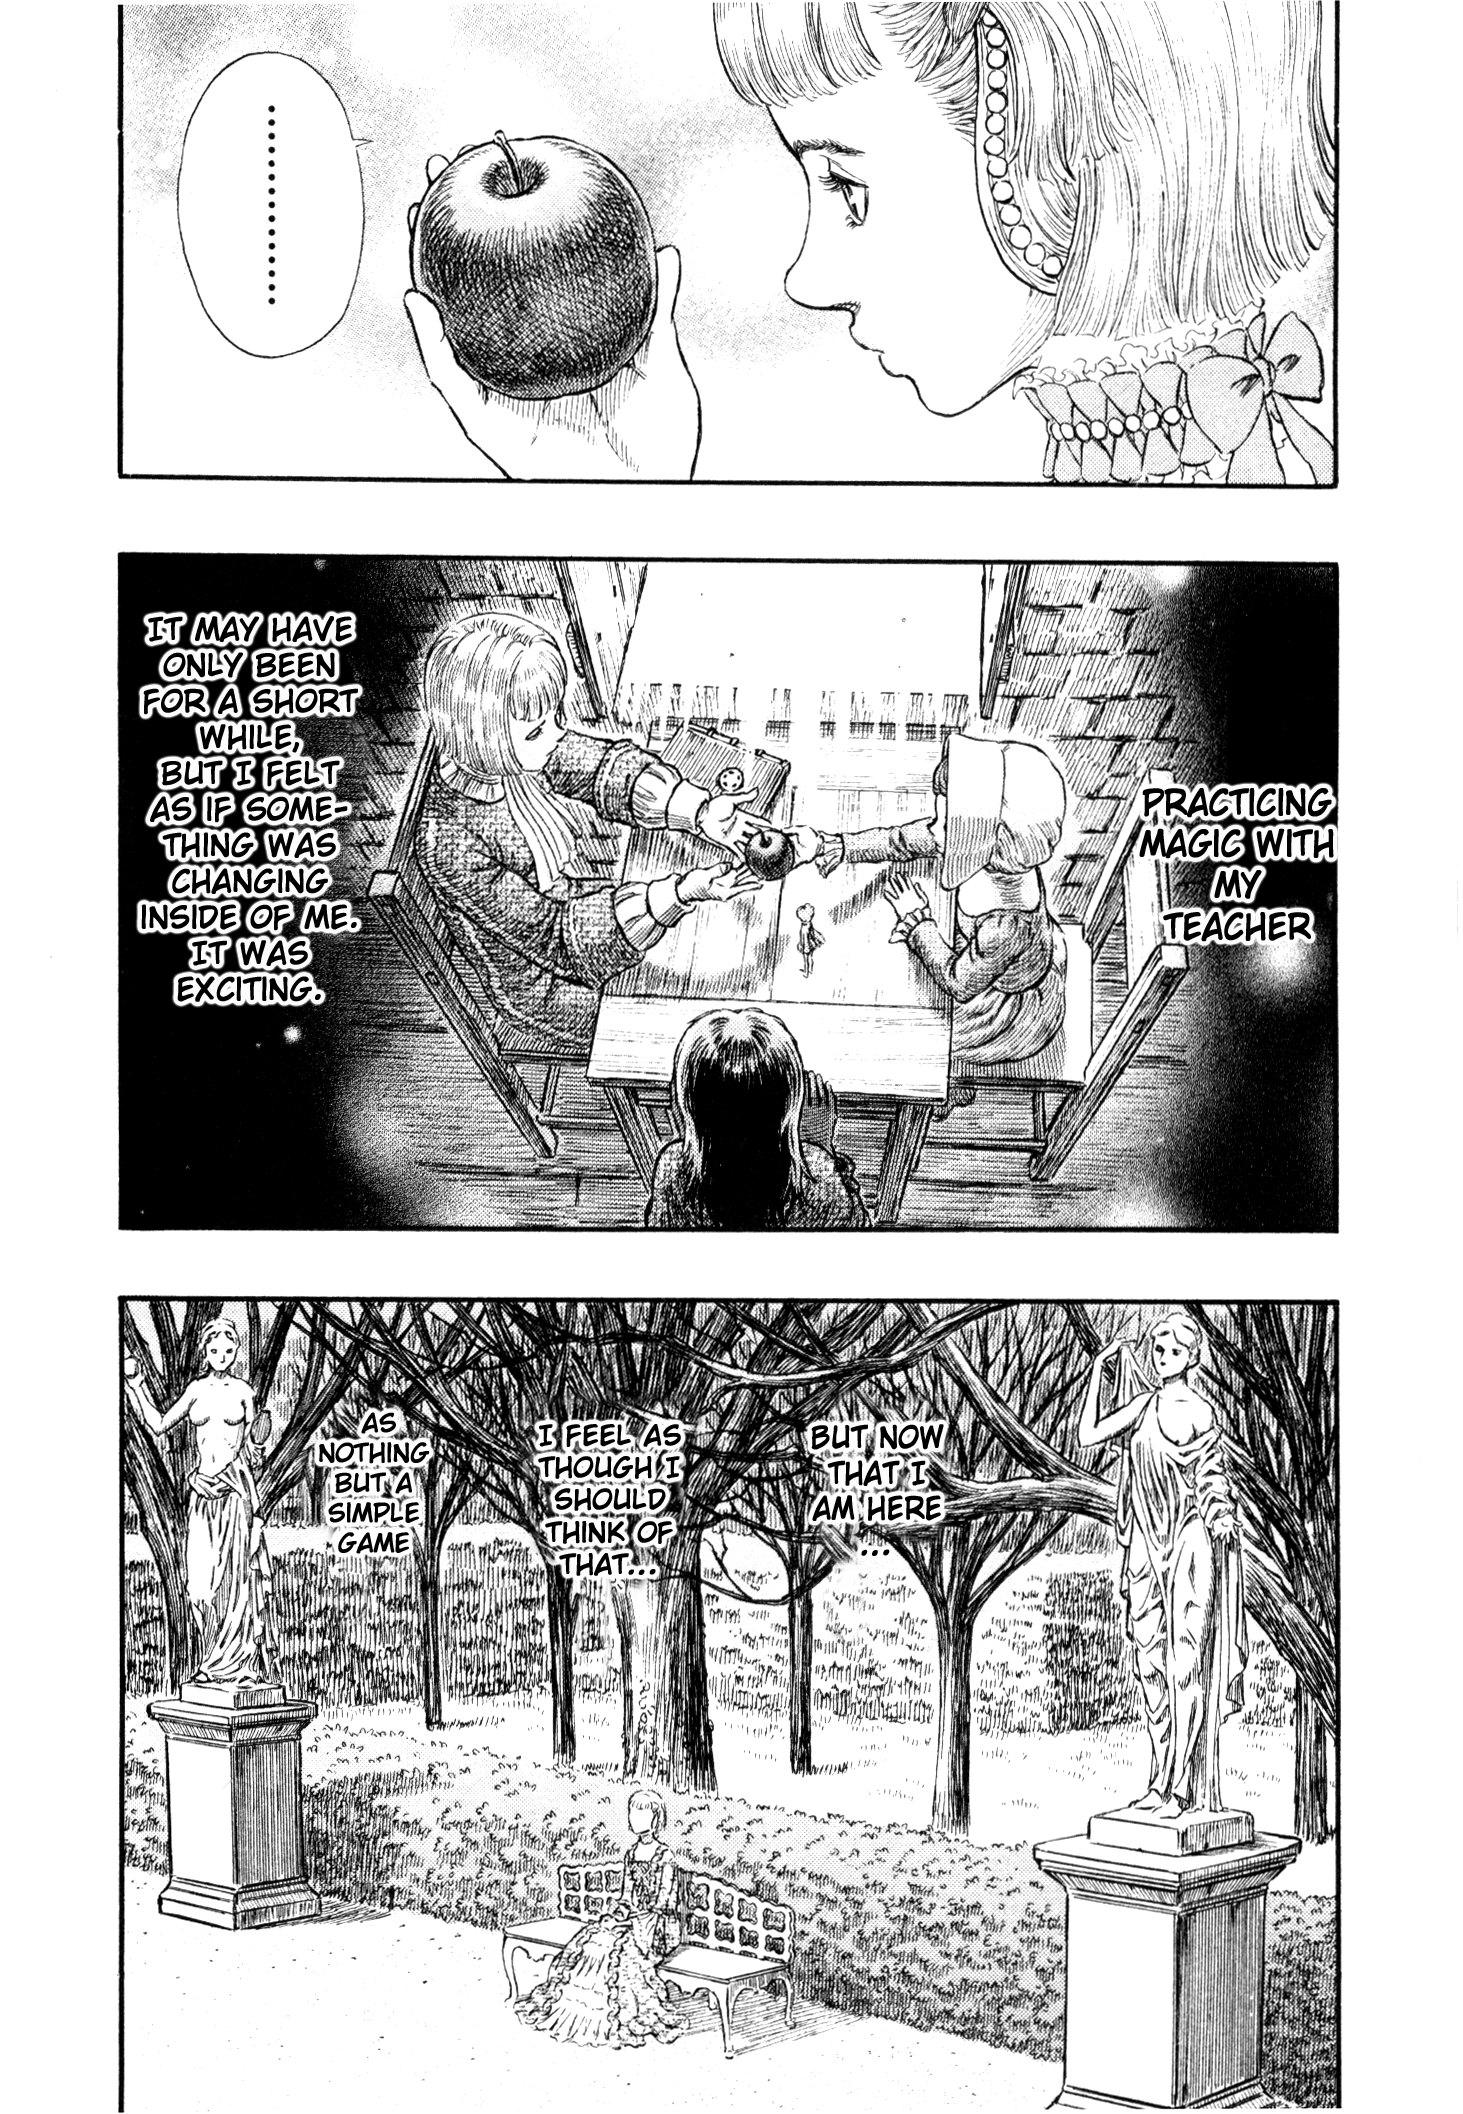 ............
PRACTICING
MAGIC WITH
MY
TEACHER
IT MAY HAVE
ONLY BEEN
FOR A SHORT
WHILE,
BUT I FELT
AS IF SOME-
THING WAS
CHANGING
INSIDE OF ME.
IT WAS
EXCITING.
BUT NOW
THAT I
AM HERE
...
I FEEL AS
THOUGH I
SHOULD
THINK OF
THAT...
AS
NOTHING
BUT A
SIMPLE
GAME